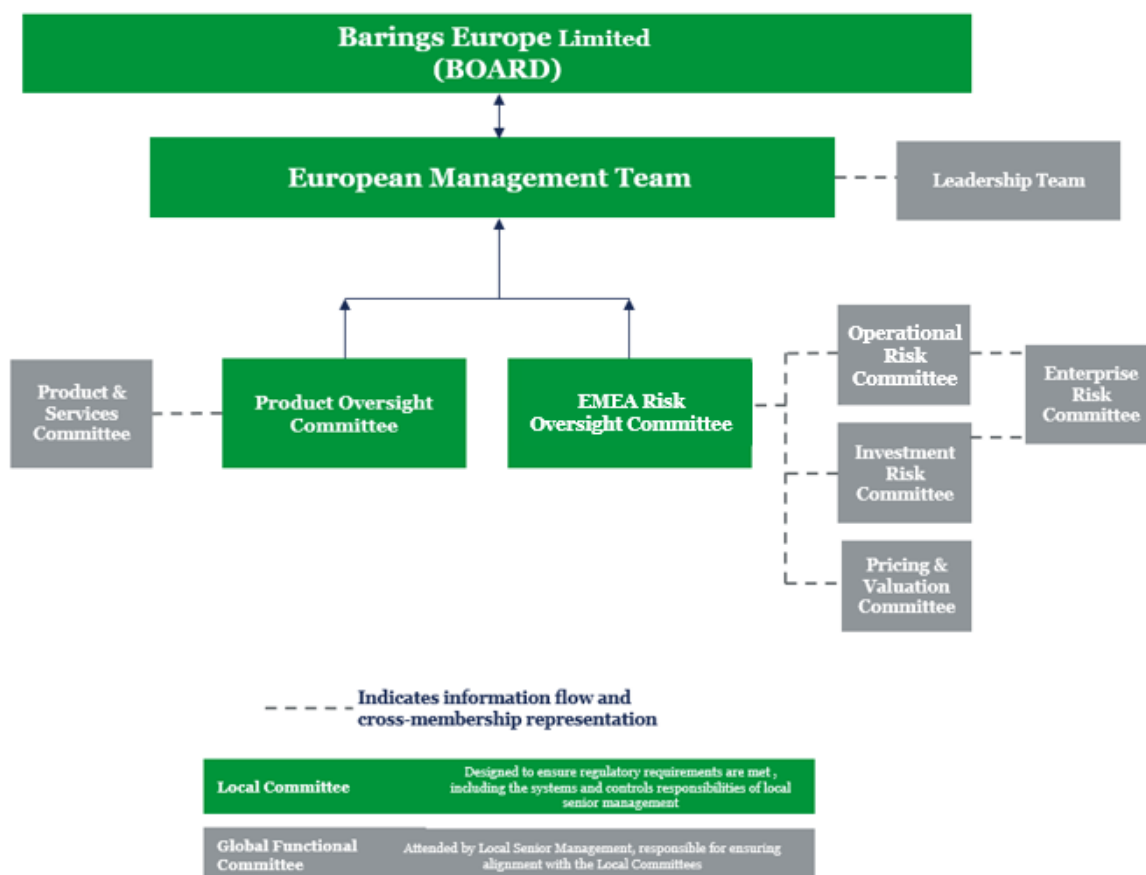 Barings Europe Limited
(BOARD)
European Management Team
Leadership Team
Operational
Risk
Committee
Enterprise
Risk
Committee
Product &
Services
Committee
Product Oversight
Committee
EMEA Risk
Oversight Committee
Investment
Risk
Committee
Pricing &
Valuation
Committee
Indicates information flow and
cross-membership representation
Local Committee
Designed to ensure regulatory requirements are met ,
including the systems and controls responsibilities of local
senior management
Global Functional
Committee
Attended by Local Senior Management, responsible for ensuring
alignment with the Local Committees